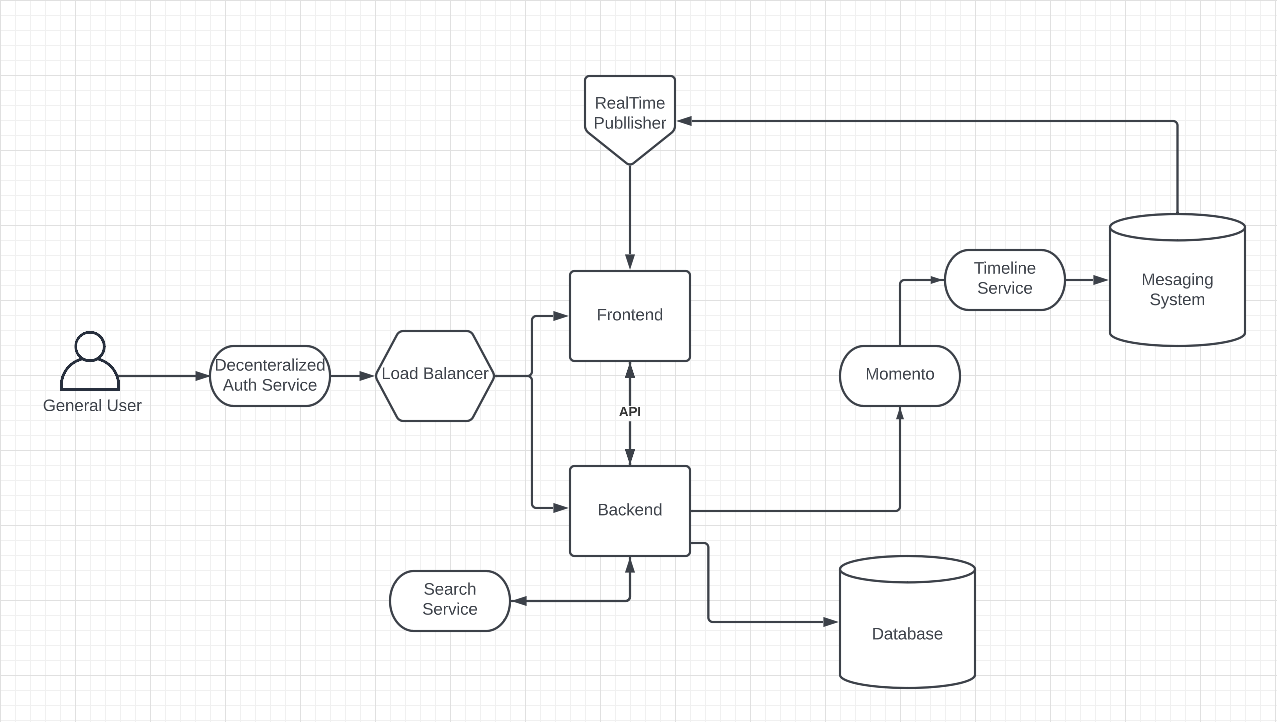 RealTime
Publlisher
Timeline
Service
Mesaging
System
Frontend
Decenteralized
Auth Service
Load Balancer
Momento
General User
API
Backend
Search
Service
Database